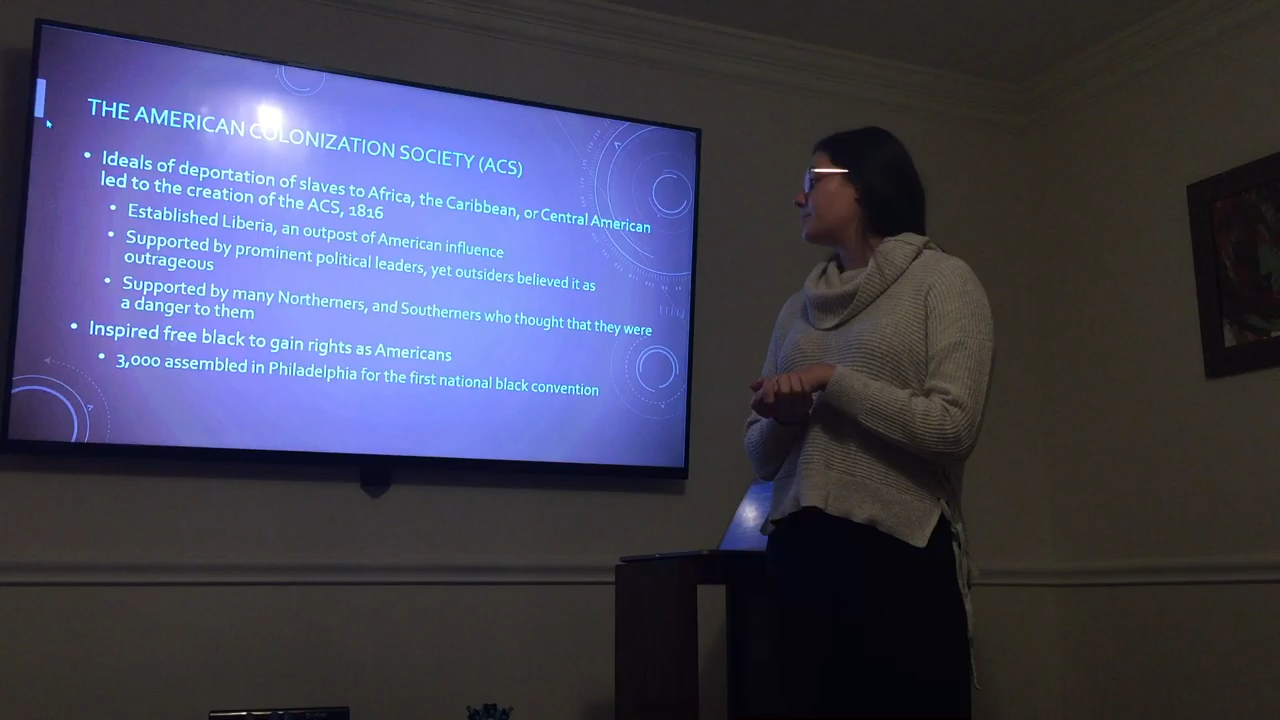 THE AMERICAN COLONIZATION SOCIETY (ACS)
• Ideals of deportation of slaves to Africa, the Caribbean, or Central American
led to the creation of the ACS, 1816
• Established Liberia, an outpost of American influence
• Supported by prominent political leaders, yet outsiders believed it as
outrageous
• Supported by many Northerners, and Southerners who thought that they were
a danger to them
• Inspired free black to gain rights as Americans
• 3,000 assembled in Philadelphia for the first national black convention